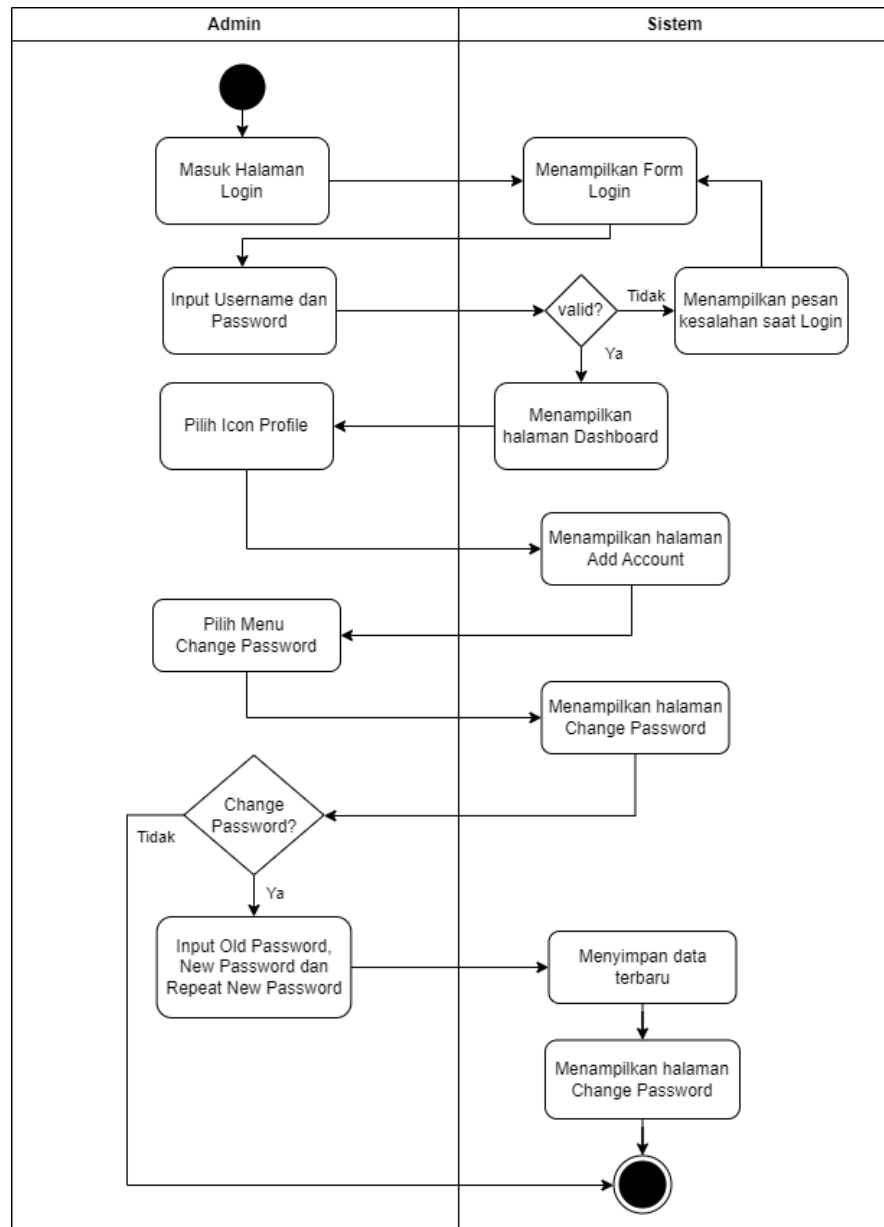 Admin
Sistem
Masuk Halaman
Login
Menampilkan Form
Login
Input Username dan
Password
valid?
Tidak
Menampilkan pesan
kesalahan saat Login
Ya
Menampilkan
halaman Dashboard
Pilih Icon Profile
Menampilkan halaman
Add Account
Pilih Menu
Change Password
Menampilkan halaman
Change Password
Change
Password?
Tidak
Ya
Input Old Password,
New Password dan
Repeat New Password
Menyimpan data
terbaru
Menampilkan halaman
Change Password